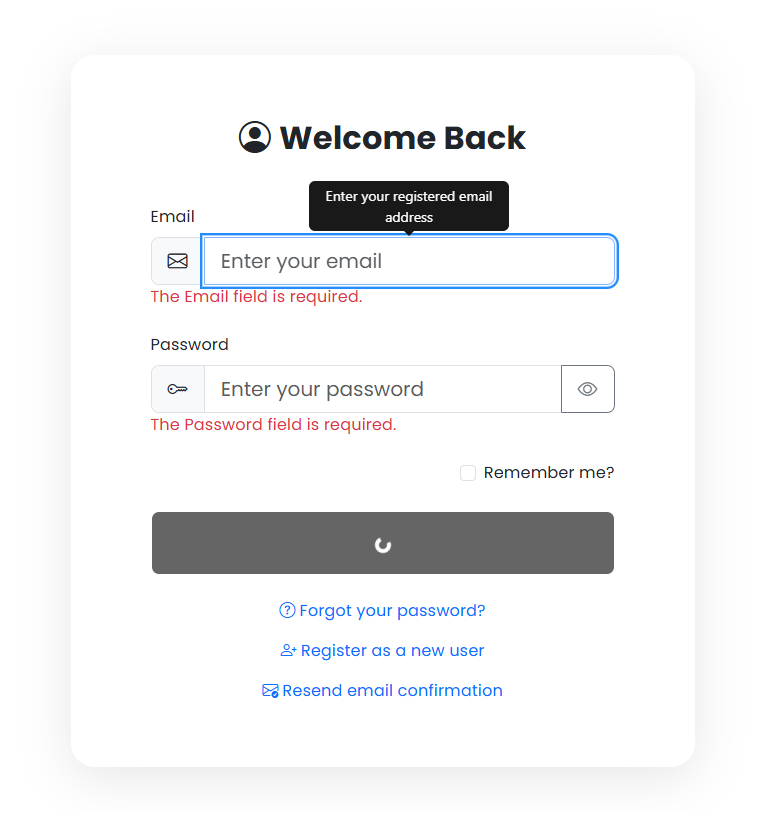 Welcome Back
Enter your registered email
address
Email
Enter your email
The Email field is required.
Password
Enter your password
The Password field is required.
Remember me?
Forgot your password?
Register as a new user
Resend email confirmation